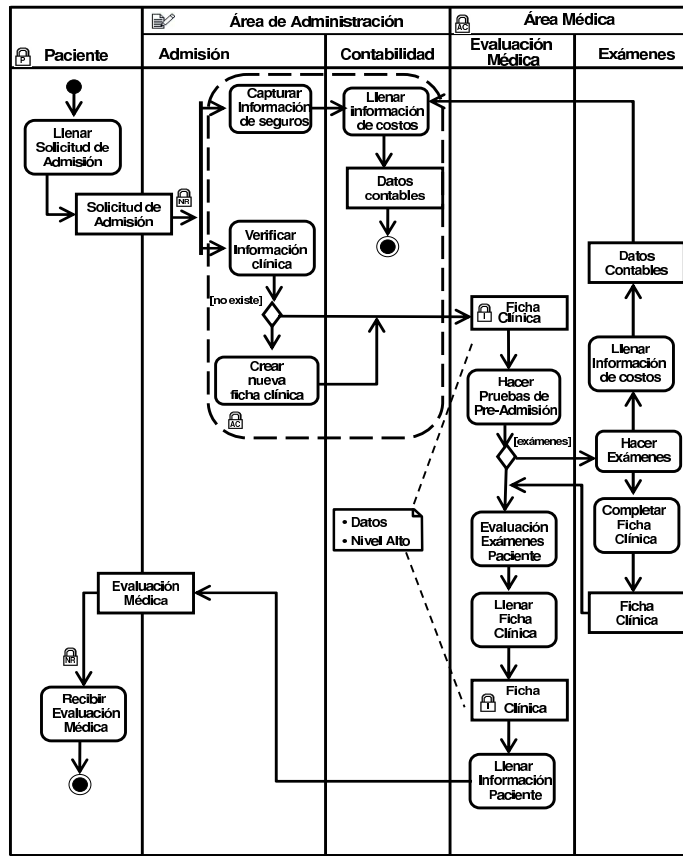 Área de Administración
Área Médica
P
AC
Paciente
Admisión
Contabilidad
Evaluación
Médica
Exámenes
Llenar
Solicitud de
Admisión
Solicitud de
Admisión
NR
Capturar
Información
de seguros
Llenar
información
de costos
Datos
contables
Verificar
Información
clínica
[no existe]
Crear
nueva
ficha clínica
AC
I
Ficha
Clínica
Hacer
Pruebas de
Pre-Admisión
[exámenes]
Datos
Contables
Llenar
Información
de costos
Hacer
Exámenes
Completar
Ficha
Clínica
Ficha
Clínica
• Datos
• Nivel Alto
Evaluación
Exámenes
Paciente
Llenar
Ficha
Clínica
I
Ficha
Clínica
Llenar
Información
Paciente
Evaluación
Médica
NR
Recibir
Evaluación
Médica